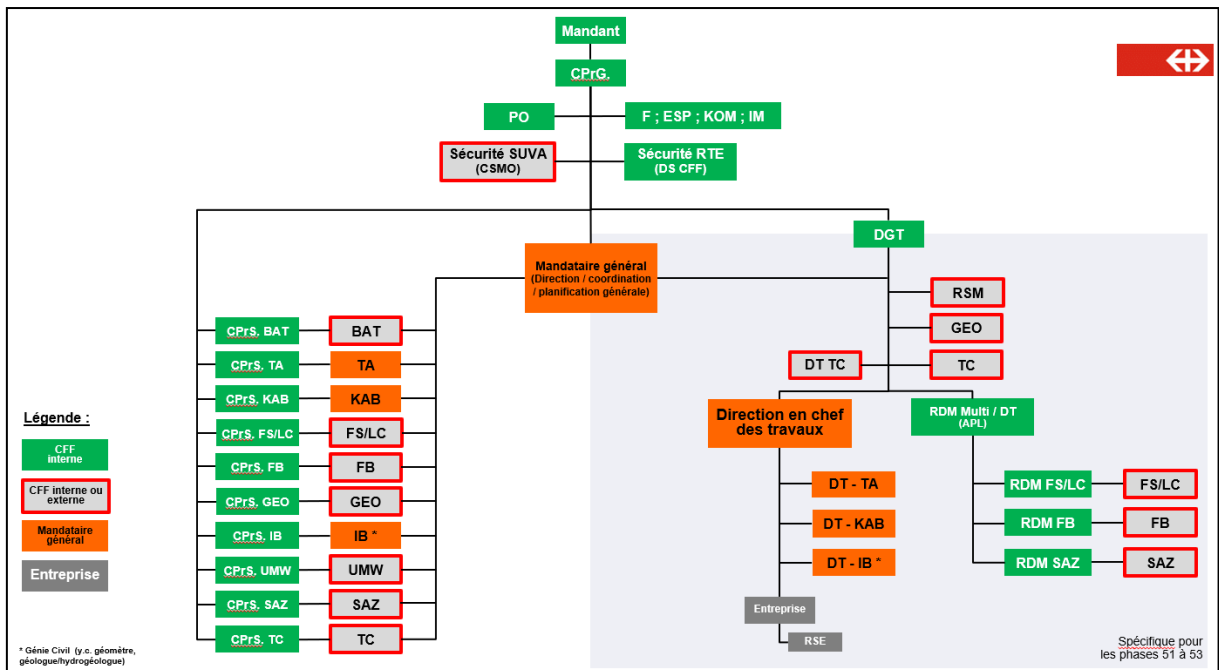 Mandant
CPrG.
PO
F ; ESP ; KOM ; IM
Sécurité SUVA
(CSMO)
Sécurité RTE
(DS CFF)
DGT
Mandataire général
(Direction / coordination
/ planification générale)
RSM
GEO
DT TC
TC
CPrS. BAT
BAT
CPrS. TA
TA
CPrS. KAB
KAB
CPrS. FS/LC
FS/LC
CPrS. FB
FB
CPrS. GEO
GEO
CPrS. IB
IB *
CPrS. UMW
UMW
CPrS. SAZ
SAZ
CPrS. TC
TC
Direction en chef
des travaux
RDM Multi / DT
(APL)
DT - TA
DT - KAB
DT - IB *
RDM FS/LC
FS/LC
RDM FB
FB
RDM SAZ
SAZ
Entreprise
RSE
Légende :
CFF
interne
CFF interne ou
externe
Mandataire
général
Entreprise
* Génie Civil (y.c. géomètre,
géologue/hydrogéologue)
Spécifique pour
les phases 51 à 53